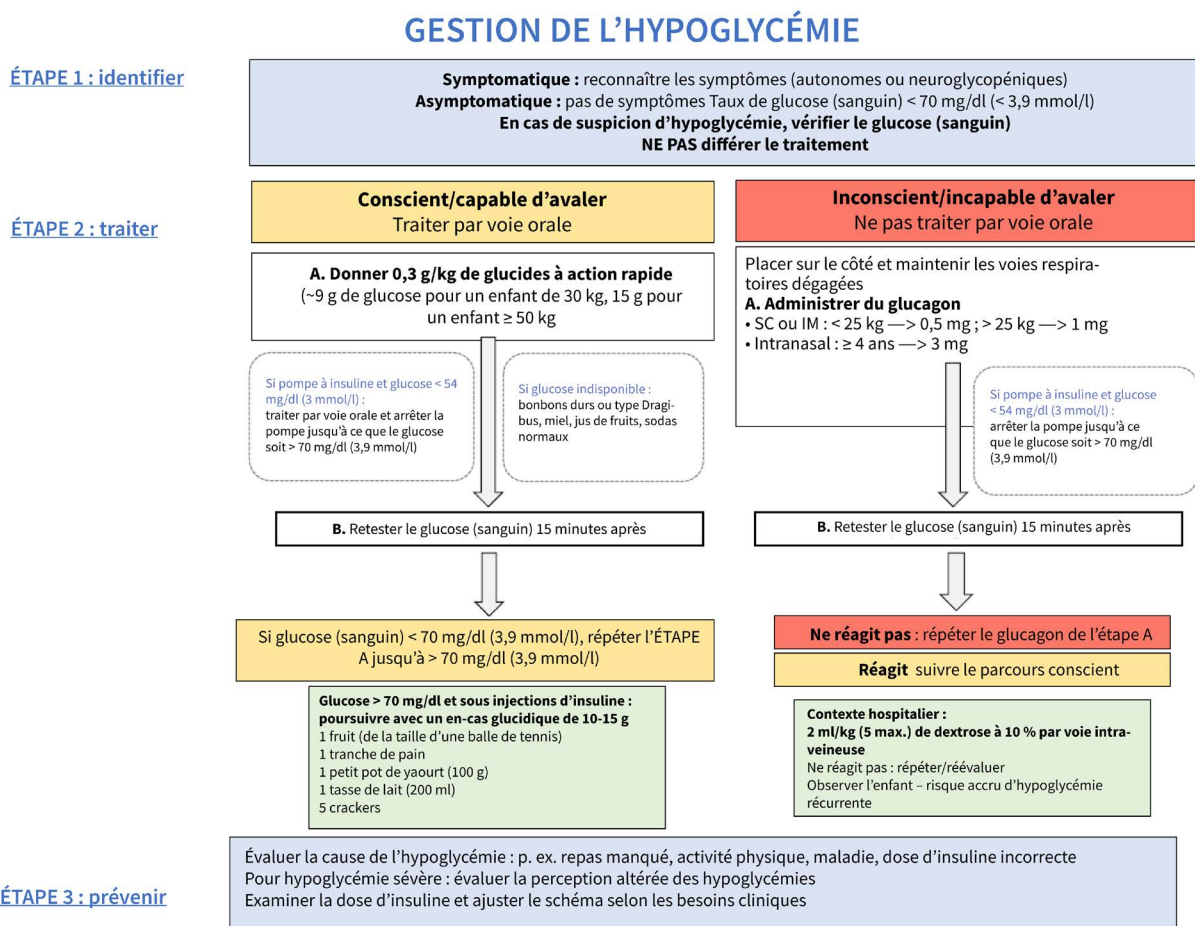 GESTION DE L’HYPOGLYCÉMIE
ÉTAPE 1 : identifier
Symptomatique : reconnaître les symptômes (autonomes ou neuroglycopéniques)
Asymptomatique : pas de symptômes Taux de glucose (sanguin) < 70 mg/dl (< 3,9 mmol/l)
En cas de suspicion d’hypoglycémie, vérifier le glucose (sanguin)
NE PAS différer le traitement
ÉTAPE 2 : traiter
Conscient/capable d’avaler
Traiter par voie orale
A. Donner 0,3 g/kg de glucides à action rapide
(~9 g de glucose pour un enfant de 30 kg, 15 g pour
un enfant ≥ 50 kg
Si pompe à insuline et glucose < 54
mg/dl (3 mmol/l) :
traiter par voie orale et arrêter la
pompe jusqu’à ce que le glucose
soit > 70 mg/dl (3,9 mmol/l)
Si glucose indisponible :
bonbons durs ou type Dragi-
bus, miel, jus de fruits, sodas
normaux
B. Retester le glucose (sanguin) 15 minutes après
Si glucose (sanguin) < 70 mg/dl (3,9 mmol/l), répéter l’ÉTAPE
A jusqu’à > 70 mg/dl (3,9 mmol/l)
Glucose > 70 mg/dl et sous injections d’insuline :
poursuivre avec un en-cas glucidique de 10-15 g
1 fruit (de la taille d’une balle de tennis)
1 tranche de pain
1 petit pot de yaourt (100 g)
1 tasse de lait (200 ml)
5 crackers
Inconscient/incapable d’avaler
Ne pas traiter par voie orale
Placer sur le côté et maintenir les voies respira-
toires dégagées
A. Administrer du glucagon
• SC ou IM : < 25 kg —> 0,5 mg ; > 25 kg —> 1 mg
• Intranasal : ≥ 4 ans —> 3 mg
Si pompe à insuline et glucose
< 54 mg/dl (3 mmol/l) :
arrêter la pompe jusqu’à ce
que le glucose soit > 70 mg/dl
(3,9 mmol/l)
B. Retester le glucose (sanguin) 15 minutes après
Ne réagit pas : répéter le glucagon de l’étape A
Réagit suivre le parcours conscient
Contexte hospitalier :
2 ml/kg (5 max.) de dextrose à 10 % par voie intra-
veineuse
Ne réagit pas : répéter/réévaluer
Observer l’enfant – risque accru d’hypoglycémie
récurrente
ÉTAPE 3 : prévenir
Évaluer la cause de l’hypoglycémie : p. ex. repas manqué, activité physique, maladie, dose d’insuline incorrecte
Pour hypoglycémie sévère : évaluer la perception altérée des hypoglycémies
Examiner la dose d’insuline et ajuster le schéma selon les besoins cliniques